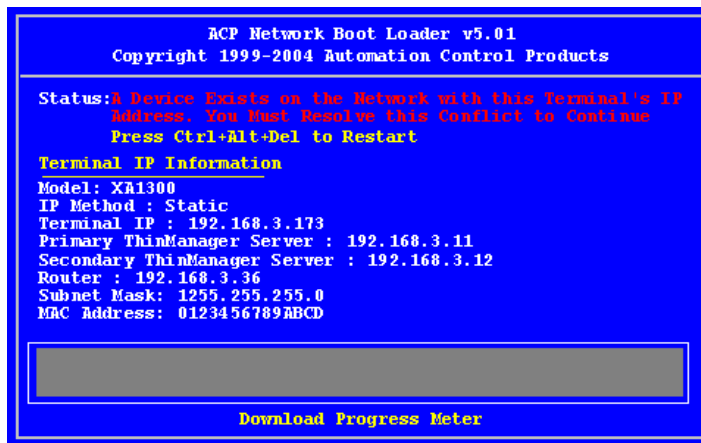 ACP Network Boot Loader v5.01
Copyright 1999-2004 Automation Control Products
Status:A Device Exists on the Network with this Terminal's IP
Address. You Must Resolve this Conflict to Continue
Press Ctrl+Alt+Del to Restart
Terminal IP Information
Model: XA1300
IP Method : Static
Terminal IP : 192.168.3.173
Primary ThinManager Server : 192.168.3.11
Secondary ThinManager Server : 192.168.3.12
Router : 192.168.3.36
Subnet Mask: 1255.255.255.0
MAC Address: 0123456789ABCD
Download Progress Meter